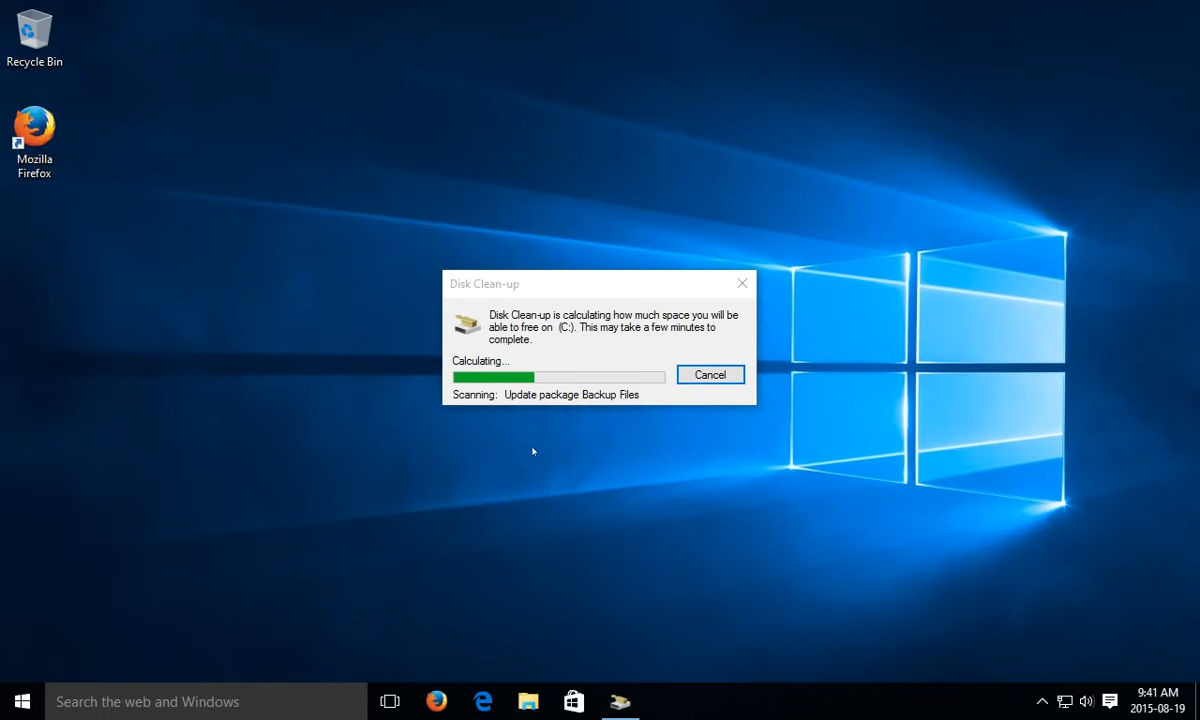 Recycle Bin
Mozilla
Firefox
Disk Clean-up
Disk Clean-up is calculating how much space you will be
able to free on  (C:). This may take a few minutes to
complete.
Calculating...
Cancel
Scanning:  Update package Backup Files
Search the web and Windows
9:41 AM
2015-08-19